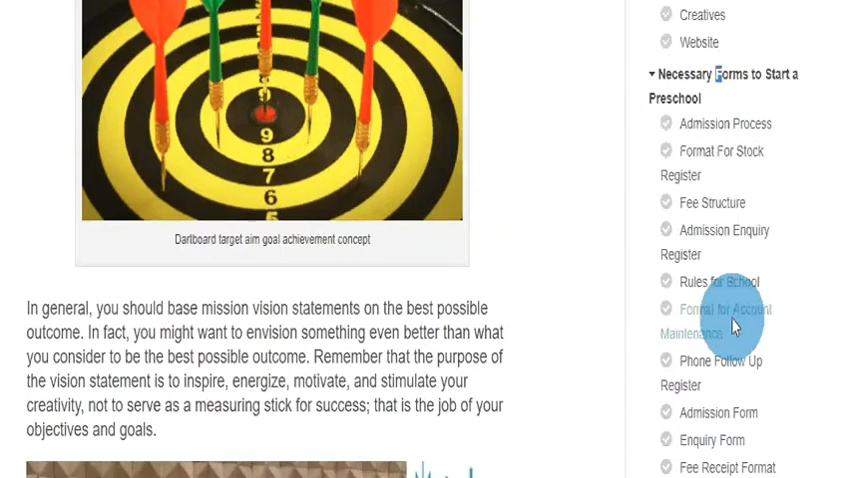 9
9
8
7
6
5
Dartboard target aim goal achievement concept
In general, you should base mission vision statements on the best possible
outcome. In fact, you might want to envision something even better than what
you consider to be the best possible outcome. Remember that the purpose of
the vision statement is to inspire, energize, motivate, and stimulate your
creativity, not to serve as a measuring stick for success; that is the job of your
objectives and goals.
Creatives
Website
Necessary Forms to Start a
Preschool
Admission Process
Format For Stock
Register
Fee Structure
Admission Enquiry
Register
Rules for School
Format for Account
Maintenance
Phone Follow Up
Register
Admission Form
Enquiry Form
Fee Receipt Format